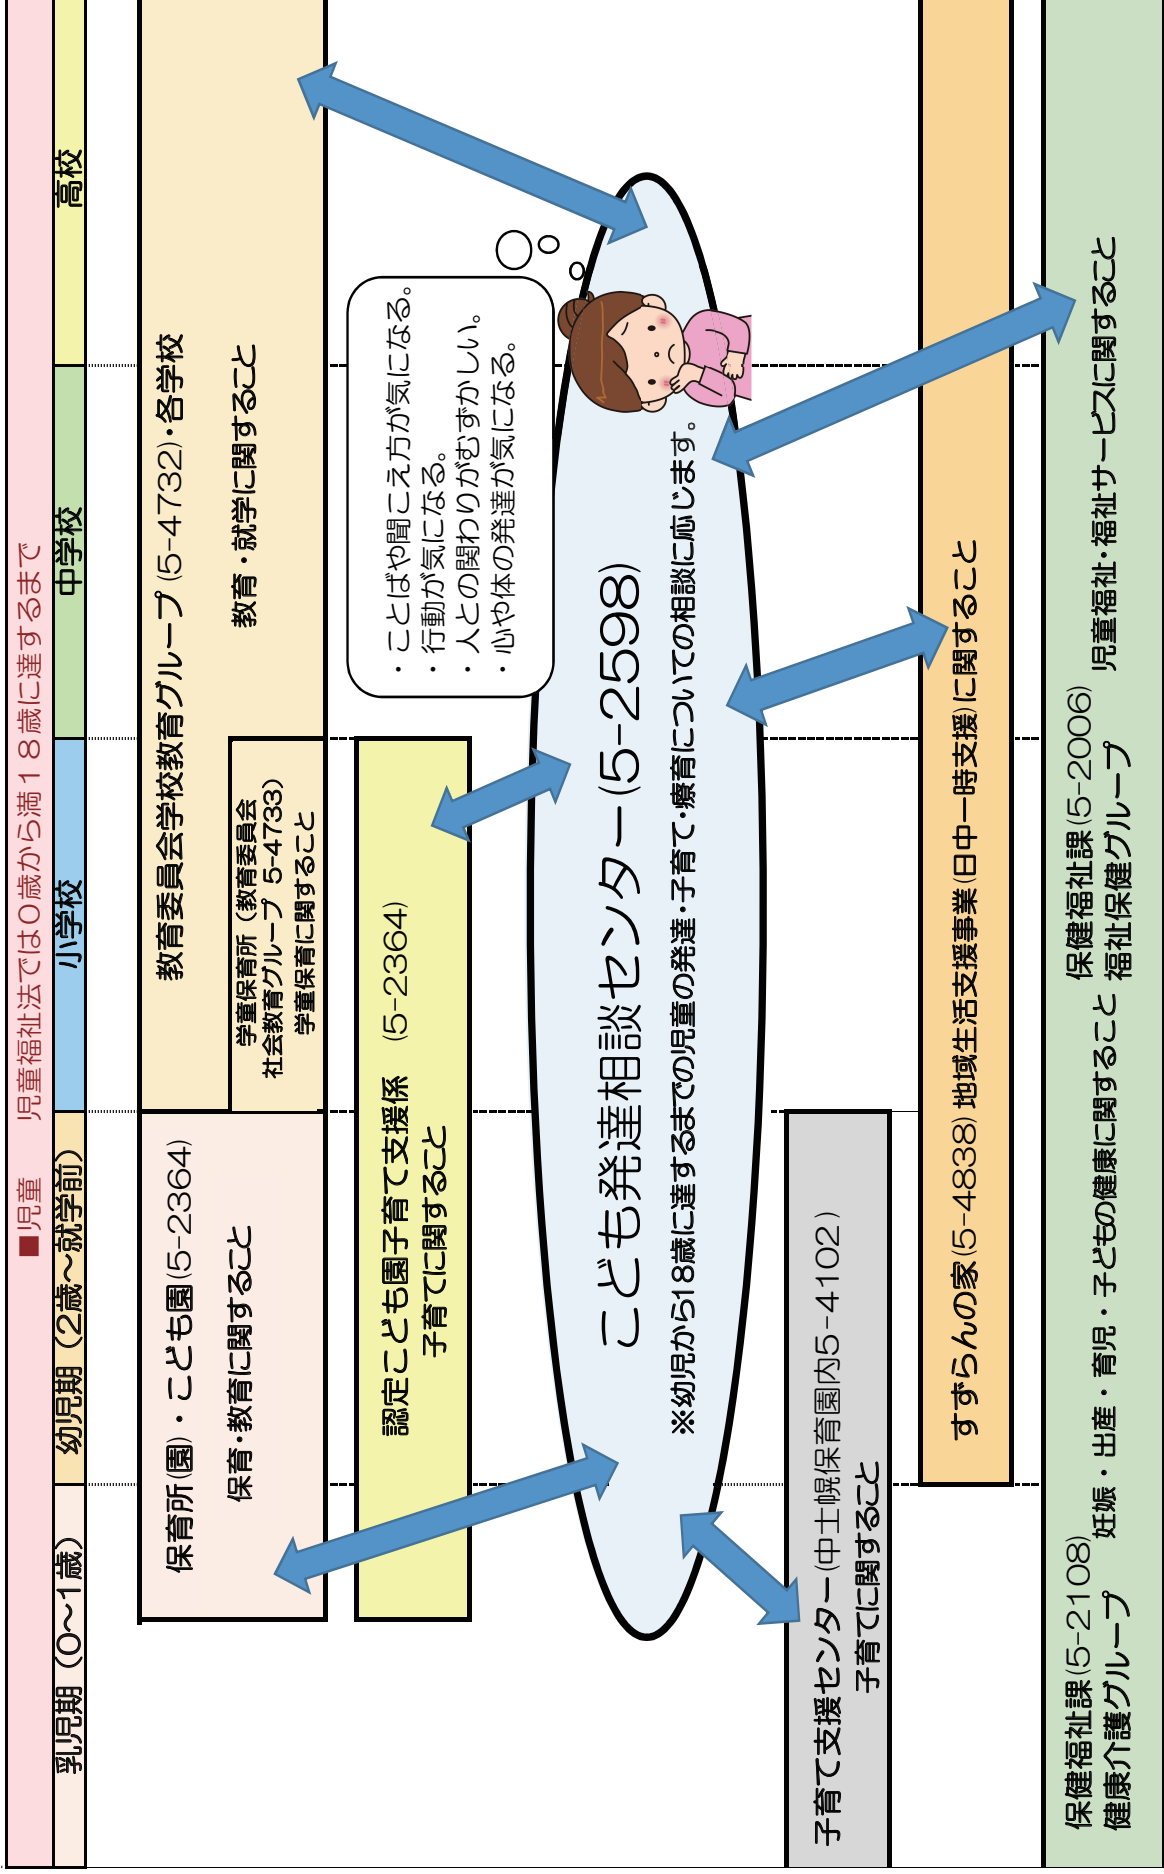 ■児童　児童福祉法では０歳から満１８歳に達するまで
乳児期（０～１歳）
幼児期（２歳～就学前）
小学校
中学校
高校
保育所(園)・こども園(5-2364)
保育・教育に関すること
教育委員会学校教育グループ(5-4732)・各学校
教育・就学に関すること
学童保育所（教育委員会
社会教育グループ 5-4733）
学童保育に関すること
認定こども園子育て支援係　(5-2364)
子育てに関すること
・ことばや聞こえ方が気になる。
・行動が気になる。
・人との関わりがむずかしい。
・心や体の発達が気になる。
こども発達相談センター(5-2598)
※幼児から18歳に達するまでの児童の発達・子育て・療育についての相談に応じます。
子育て支援センター(中士幌保育園内5-4102)
子育てに関すること
すずらんの家(5-4838)地域生活支援事業(日中一時支援)に関すること
保健福祉課(5-2108)
健康介護グループ
妊娠・出産・育児・子どもの健康に関すること
保健福祉課(5-2006)
福祉保健グループ
児童福祉・福祉サービスに関すること